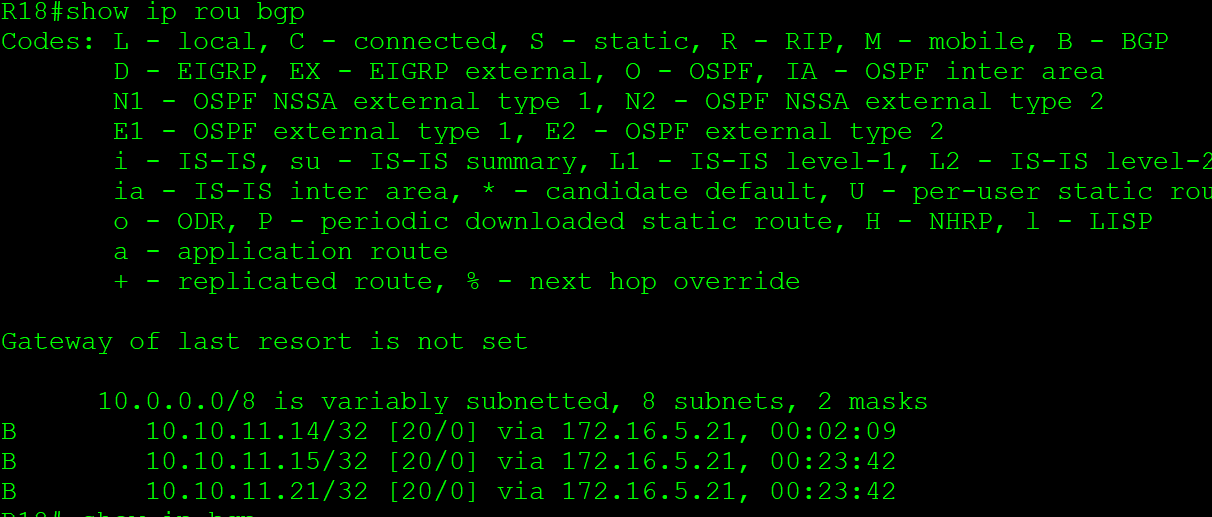 R18#show ip rou bgp
Codes: L - local, C - connected, S - static, R - RIP, M - mobile, B - BGP
D - EIGRP, EX - EIGRP external, O - OSPF, IA - OSPF inter area
N1 - OSPF NSSA external type 1, N2 - OSPF NSSA external type 2
E1 - OSPF external type 1, E2 - OSPF external type 2
i - IS-IS, su - IS-IS summary, L1 - IS-IS level-1, L2 - IS-IS level-2
ia - IS-IS inter area, * - candidate default, U - per-user static rou
o - ODR, P - periodic downloaded static route, H - NHRP, l - LISP
a - application route
+ - replicated route, % - next hop override
Gateway of last resort is not set
10.0.0.0/8 is variably subnetted, 8 subnets, 2 masks
B 10.10.11.14/32 [20/0] via 172.16.5.21, 00:02:09
B 10.10.11.15/32 [20/0] via 172.16.5.21, 00:23:42
B 10.10.11.21/32 [20/0] via 172.16.5.21, 00:23:42